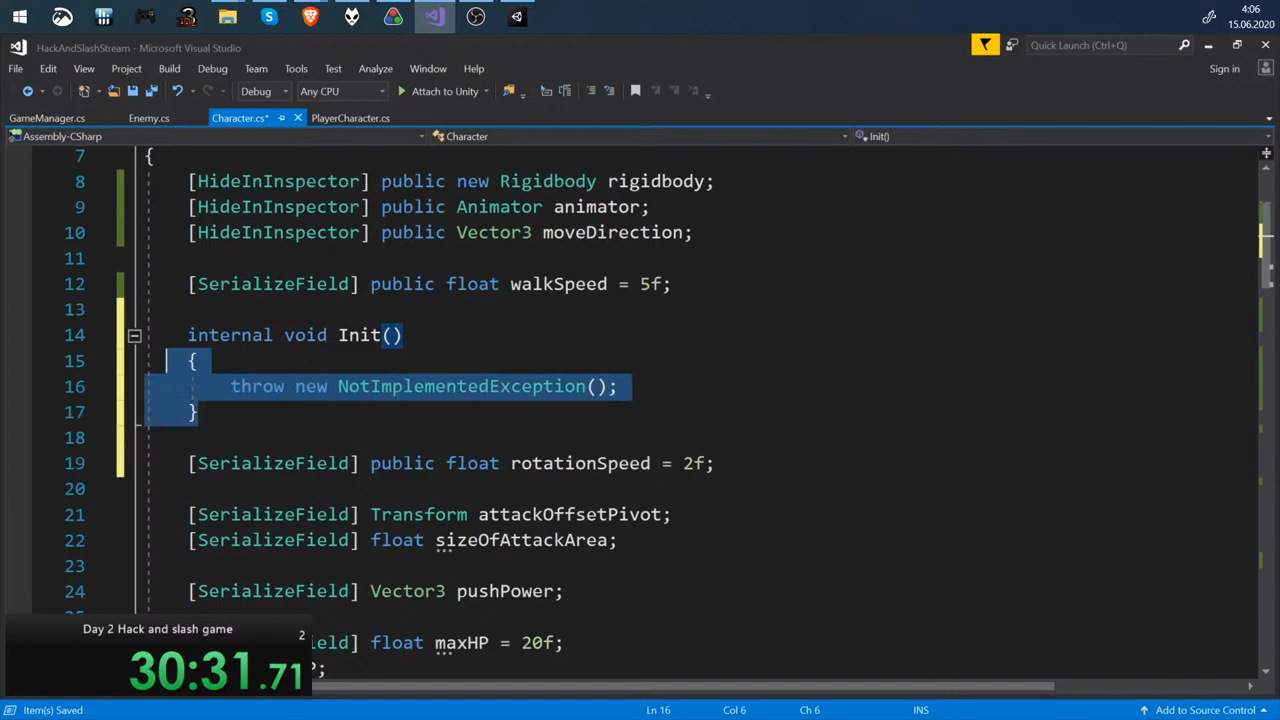 4:06
15.06.2020
HackAndSlashStream - Microsoft Visual Studio
Quick Launch (Ctrl+Q)
File Edit View Project Build Debug Team Tools Test Analyze Window Help
Sign in
Debug Any CPU Attach to Unity
GameManager.cs Enemy.cs Character.cs* PlayerCharacter.cs
Assembly-CSharp Character Init()
7 {
8 [HideInInspector] public new Rigidbody rigidbody;
9 [HideInInspector] public Animator animator;
10 [HideInInspector] public Vector3 moveDirection;
11
12 [SerializeField] public float walkSpeed = 5f;
13
14 internal void Init()
15 {
16 throw new NotImplementedException();
17 }
18
19 [SerializeField] public float rotationSpeed = 2f;
20
21 [SerializeField] Transform attackOffsetPivot;
22 [SerializeField] float sizeOfAttackArea;
23
24 [SerializeField] Vector3 pushPower;
ield] float maxHP = 20f;
Day 2 Hack and slash game 2
30:31.71
Item(s) Saved Ln 16 Col 6 Ch 6 INS Add to Source Control